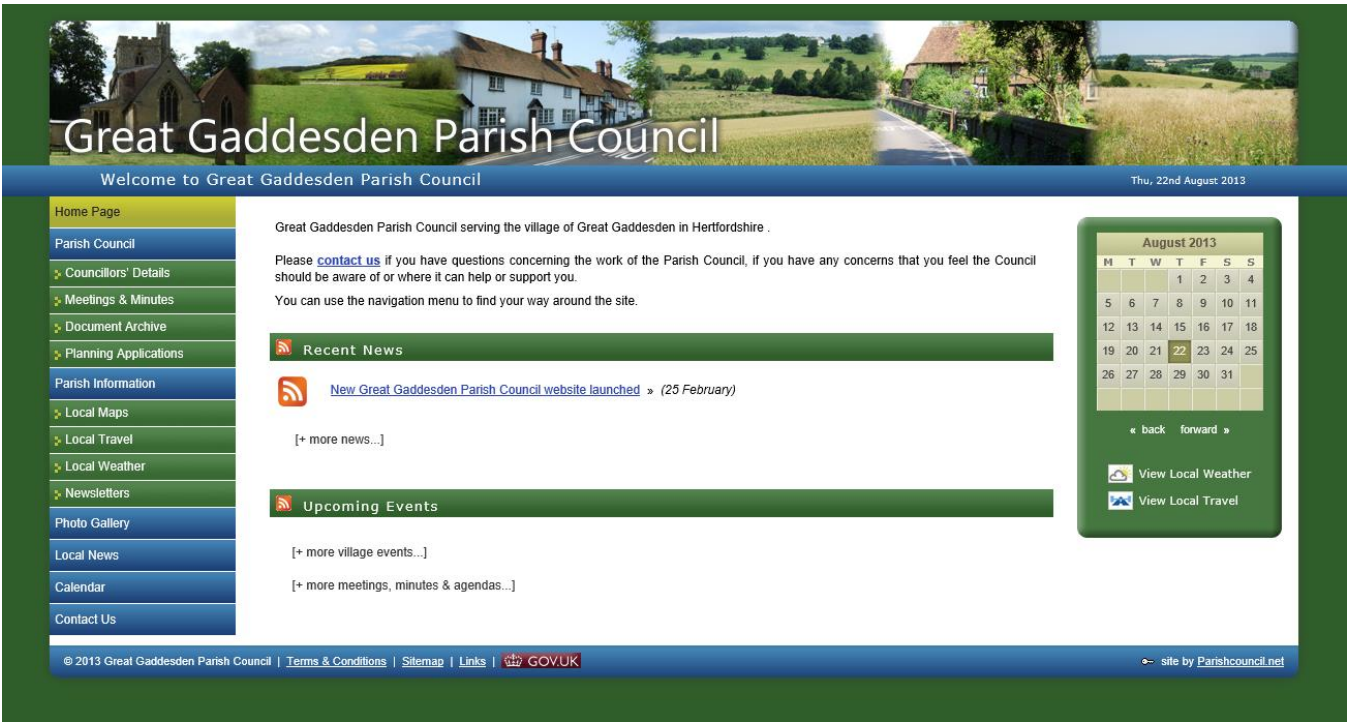 Great Gaddesden Parish Council
Welcome to Great Gaddesden Parish Council
Thu, 22nd August 2013
Home Page
Parish Council
Councillors' Details
Meetings & Minutes
Document Archive
Planning Applications
Parish Information
Local Maps
Local Travel
Local Weather
Newsletters
Photo Gallery
Local News
Calendar
Contact Us
Great Gaddesden Parish Council serving the village of Great Gaddesden in Hertfordshire .
Please contact us if you have questions concerning the work of the Parish Council, if you have any concerns that you feel the Council
should be aware of or where it can help or support you.
You can use the navigation menu to find your way around the site.
Recent News
New Great Gaddesden Parish Council website launched » (25 February)
[+ more news...]
Upcoming Events
[+ more village events...]
[+ more meetings, minutes & agendas...]
August 2013
M T W T F S S
1 2 3 4
5 6 7 8 9 10 11
12 13 14 15 16 17 18
19 20 21 22 23 24 25
26 27 28 29 30 31
« back forward »
View Local Weather
View Local Travel
© 2013 Great Gaddesden Parish Council | Terms & Conditions | Sitemap | Links | GOV.UK
site by Parishcouncil.net